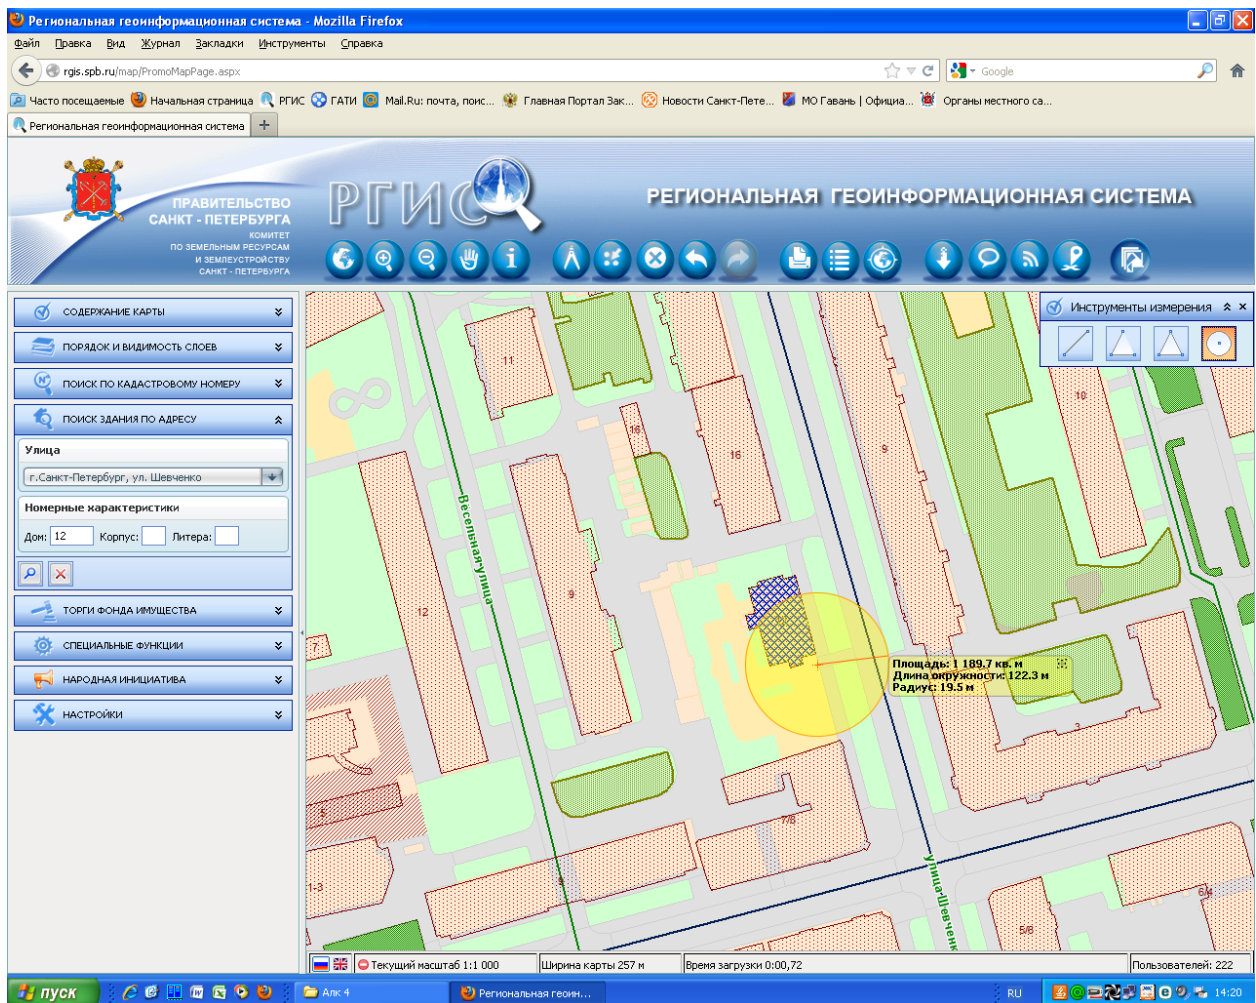 Региональная геоинформационная система - Mozilla Firefox
Файл Правка Вид Журнал Закладки Инструменты Справка
rgis.spb.ru/map/PromoMapPage.aspx
Google
Часто посещаемые Начальная страница РГИС ГАТИ Mail.Ru: почта, поис... Главная Портал Зак... Новости Санкт-Пете... МО Гавань | Официа... Органы местного са...
Региональная геоинформационная система +
ПРАВИТЕЛЬСТВО
САНКТ - ПЕТЕРБУРГА
КОМИТЕТ
ПО ЗЕМЕЛЬНЫМ РЕСУРСАМ
И ЗЕМЛЕУСТРОЙСТВУ
САНКТ - ПЕТЕРБУРГА
РГИС
РЕГИОНАЛЬНАЯ ГЕОИНФОРМАЦИОННАЯ СИСТЕМА
СОДЕРЖАНИЕ КАРТЫ
ПОРЯДОК И ВИДИМОСТЬ СЛОЕВ
ПОИСК ПО КАДАСТРОВОМУ НОМЕРУ
ПОИСК ЗДАНИЯ ПО АДРЕСУ
Улица
г.Санкт-Петербург, ул. Шевченко
Номерные характеристики
Дом: 12 Корпус: Литера:
ТОРГИ ФОНДА ИМУЩЕСТВА
СПЕЦИАЛЬНЫЕ ФУНКЦИИ
НАРОДНАЯ ИНИЦИАТИВА
НАСТРОЙКИ
Инструменты измерения
11
16
16
9
10
Весельная улица
12
9
7
Площадь: 1 189.7 кв. м
Длина окружности: 122.3 м
Радиус: 19.5 м
3
5
7/8
1-3
9
улица Шевченк
6/4
5/8
Текущий масштаб 1:1 000
Ширина карты 257 м
Время загрузки 0:00,72
Пользователей: 222
пуск
Апк 4
Региональная геоин...
RU
14:20